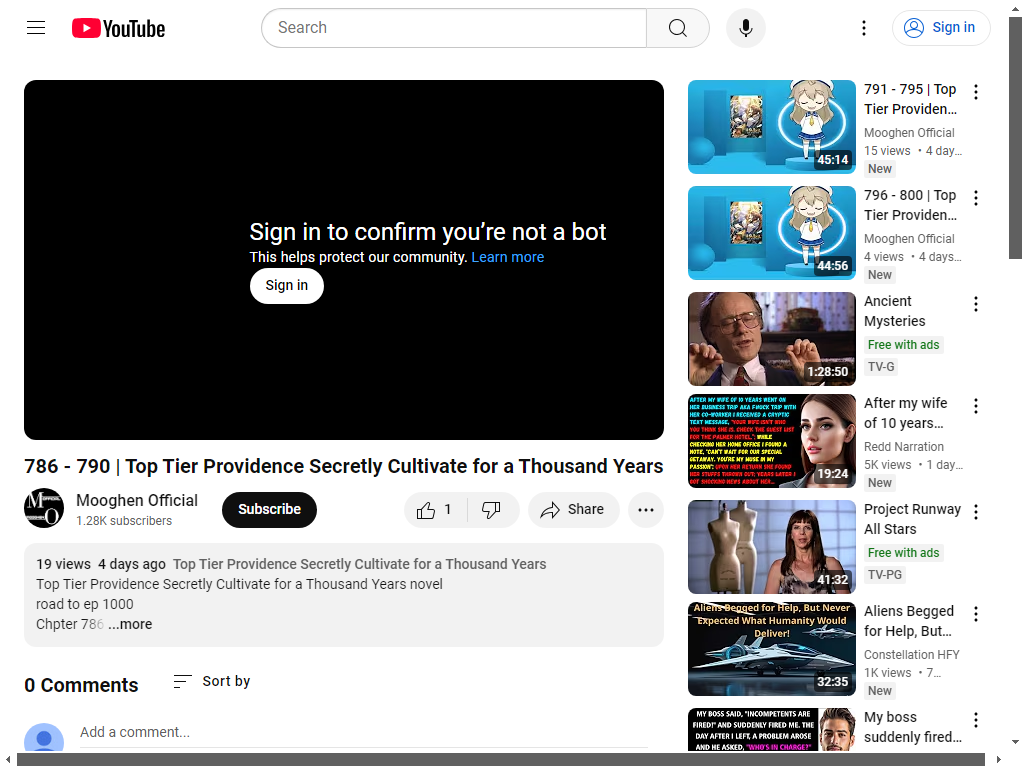 YouTube
Search
Sign in
Sign in to confirm you’re not a bot
This helps protect our community. Learn more
Sign in
786 - 790 | Top Tier Providence Secretly Cultivate for a Thousand Years
Mooghen Official
1.28K subscribers
Subscribe
1
Share
19 views 4 days ago Top Tier Providence Secretly Cultivate for a Thousand Years
Top Tier Providence Secretly Cultivate for a Thousand Years novel
road to ep 1000
Chpter 786 ...more
0 Comments
Sort by
Add a comment...
45:14
791 - 795 | Top
Tier Providen…
Mooghen Official
15 views • 4 day…
New
44:56
796 - 800 | Top
Tier Providen…
Mooghen Official
4 views • 4 days…
New
1:28:50
Ancient
Mysteries
Free with ads
TV-G
AFTER MY WIFE OF 10 YEARS WENT ON
HER BUSINESS TRIP AKA F#OCK TRIP WITH
HER CO-WORKER I RECEIVED A CRYPTIC
TEXT MESSAGE, "YOUR WIFE ISN'T WHO
YOU THINK SHE IS. CHECK THE GUEST LIST
FOR THE PALMER HOTEL.". WHILE
CHECKING HER HOME OFFICE I FOUND A
NOTE, "CAN'T WAIT FOR OUR SPECIAL
GETAWAY. YOU'RE MY MUSE IN MY
PASSION". UPON HER RETURN SHE FOUND
HER STUFFS THROWN OUT; YEARS LATER I
GOT SHOCKING NEWS ABOUT HER...
19:24
After my wife
of 10 years…
Redd Narration
5K views • 1 day…
New
41:32
Project Runway
All Stars
Free with ads
TV-PG
Aliens Begged for Help, But Never
Expected What Humanity Would
Deliver!
32:35
Aliens Begged
for Help, But…
Constellation HFY
1K views • 7…
New
MY BOSS SAID, "INCOMPETENTS ARE
FIRED!" AND SUDDENLY FIRED ME. THE
DAY AFTER I LEFT, A PROBLEM AROSE
AND HE ASKED, "WHO'S IN CHARGE?"
My boss
suddenly fired…